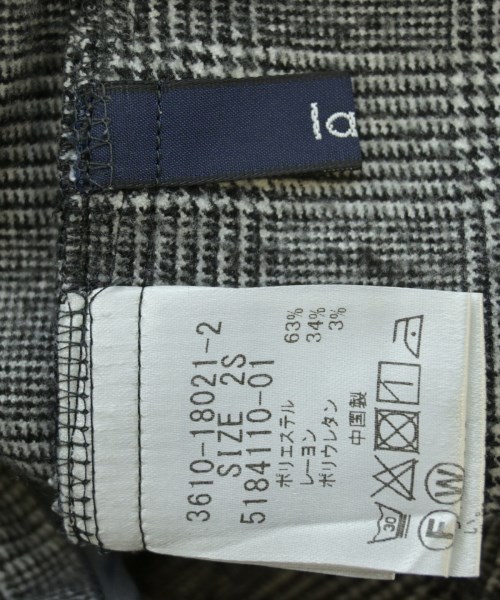 3610-18021-2
SIZE 2S
5184110-01
ポリエステル 63%
レーヨン 34%
ポリウレタン 3%
中国製
30
F W